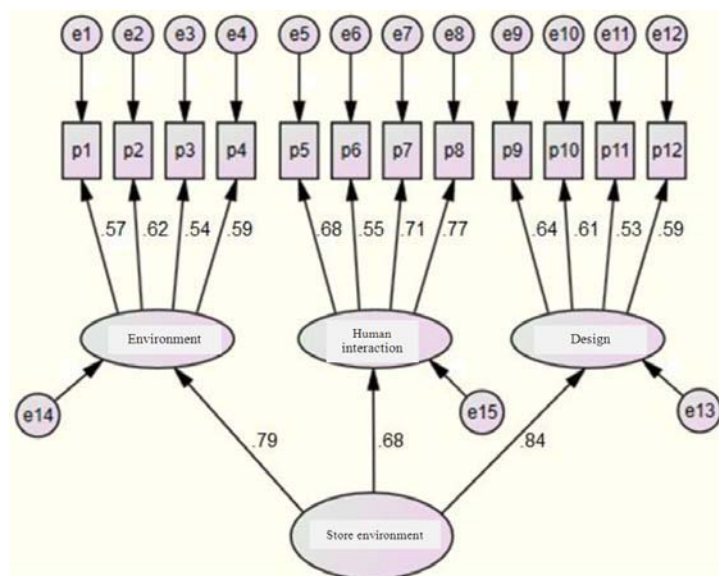 e1 e2 e3 e4 e5 e6 e7 e8 e9 e10 e11 e12
p1 p2 p3 p4 p5 p6 p7 p8 p9 p10 p11 p12
.57 .62 .54 .59 .68 .55 .71 .77 .64 .61 .53 .59
Environment
Human
interaction
Design
e14
e15
e13
.79 .68 .84
Store environment